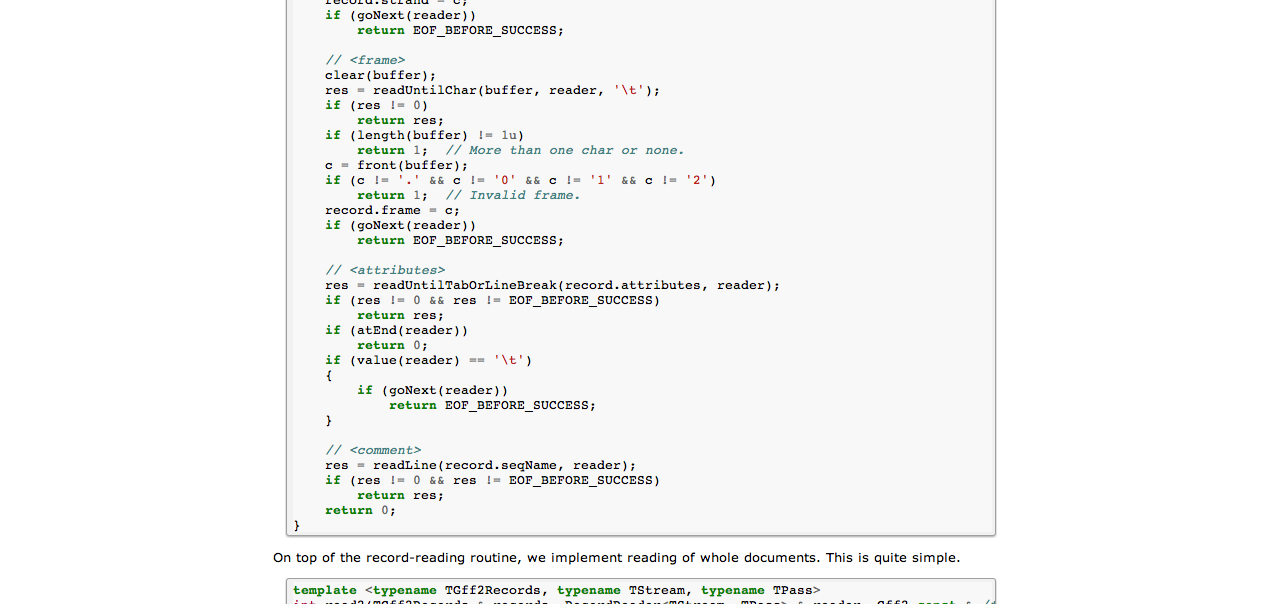 record.strand = c;
if (goNext(reader))
return EOF_BEFORE_SUCCESS;
// <frame>
clear(buffer);
res = readUntilChar(buffer, reader, '\t');
if (res != 0)
return res;
if (length(buffer) != 1u)
return 1;  // More than one char or none.
c = front(buffer);
if (c != '.' && c != '0' && c != '1' && c != '2')
return 1;  // Invalid frame.
record.frame = c;
if (goNext(reader))
return EOF_BEFORE_SUCCESS;
// <attributes>
res = readUntilTabOrLineBreak(record.attributes, reader);
if (res != 0 && res != EOF_BEFORE_SUCCESS)
return res;
if (atEnd(reader))
return 0;
if (value(reader) == '\t')
{
if (goNext(reader))
return EOF_BEFORE_SUCCESS;
}
// <comment>
res = readLine(record.seqName, reader);
if (res != 0 && res != EOF_BEFORE_SUCCESS)
return res;
return 0;
}
On top of the record-reading routine, we implement reading of whole documents. This is quite simple.
template <typename TGff2Records, typename TStream, typename TPass>